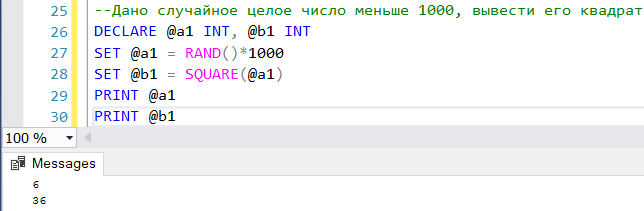 25 --Дано случайное целое число меньше 1000, вывести его квадрат
26 DECLARE @a1 INT, @b1 INT
27 SET @a1 = RAND()*1000
28 SET @b1 = SQUARE(@a1)
29 PRINT @a1
30 PRINT @b1
100 %
Messages
6
36